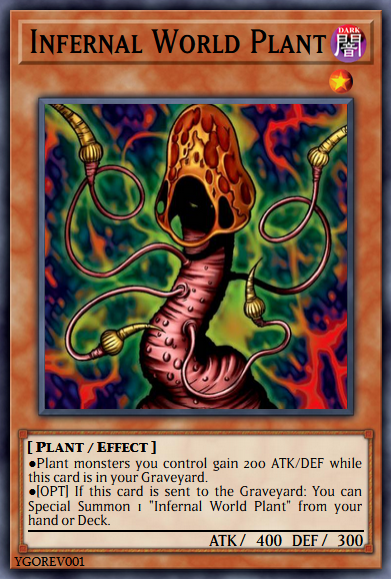 INFERNAL WORLD PLANT
DARK
闇
[ PLANT / EFFECT ]
●Plant monsters you control gain 200 ATK/DEF while
this card is in your Graveyard.
●[OPT] If this card is sent to the Graveyard: You can
Special Summon 1 "Infernal World Plant" from your
hand or Deck.
ATK / 400 DEF / 300
YGOREV001